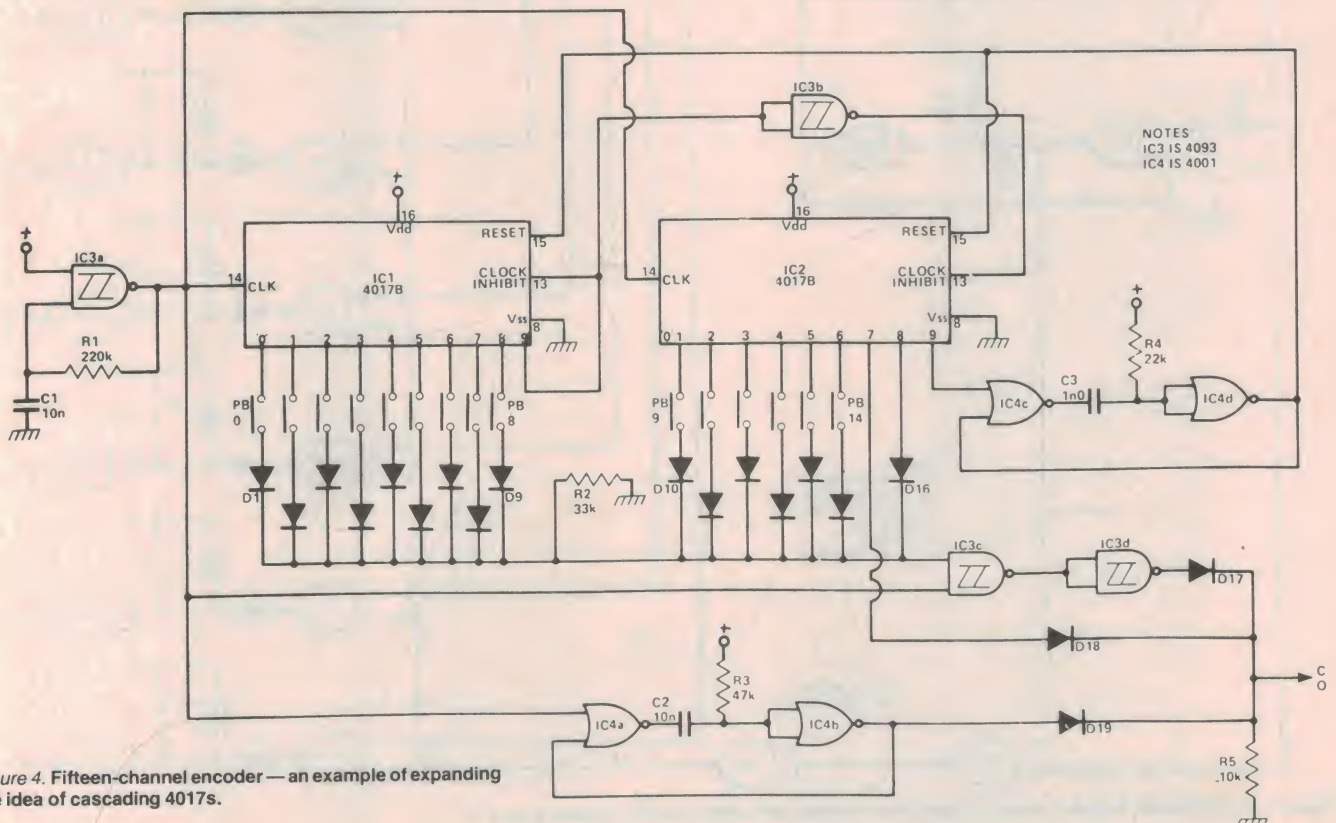 IC3b
NOTES
IC3 IS 4093
IC4 IS 4001
+
16
Vdd
RESET
15
IC1
4017B
14
CLK
CLOCK
INHIBIT
13
Vss
8
0 1 2 3 4 5 6 7 8 9
+
16
Vdd
RESET
15
IC2
4017B
14
CLK
CLOCK
INHIBIT
13
Vss
8
0 1 2 3 4 5 6 7 8 9
+
IC3a
R1
220k
C1
10n
+
R4
22k
C3
1n0
IC4c
IC4d
PB
0
PB
8
PB
9
PB
14
D1
D9
R2
33k
D10
D16
IC3c
IC3d
D17
D18
+
R3
47k
C2
10n
IC4a
IC4b
D19
C
O
R5
10k
ure 4. Fifteen-channel encoder — an example of expanding
e idea of cascading 4017s.